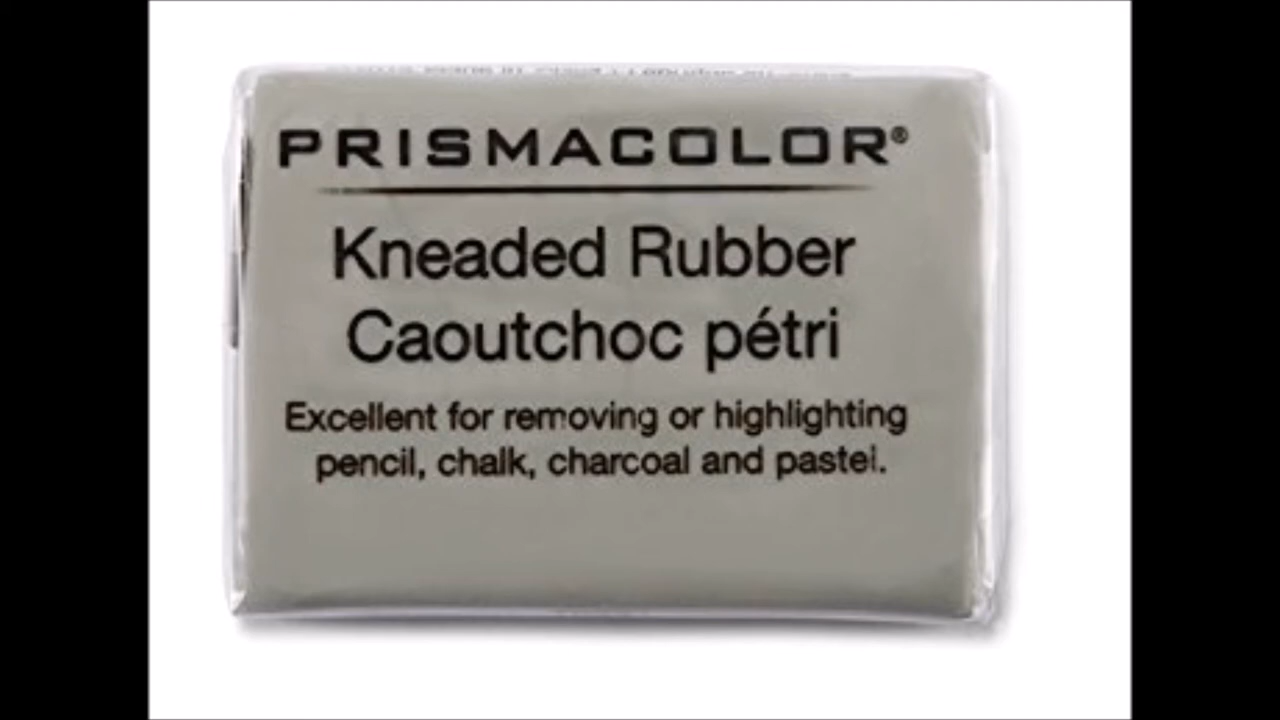 PRISMACOLOR®
Kneaded Rubber
Caoutchoc pétri
Excellent for removing or highlighting
pencil, chalk, charcoal and pastel.